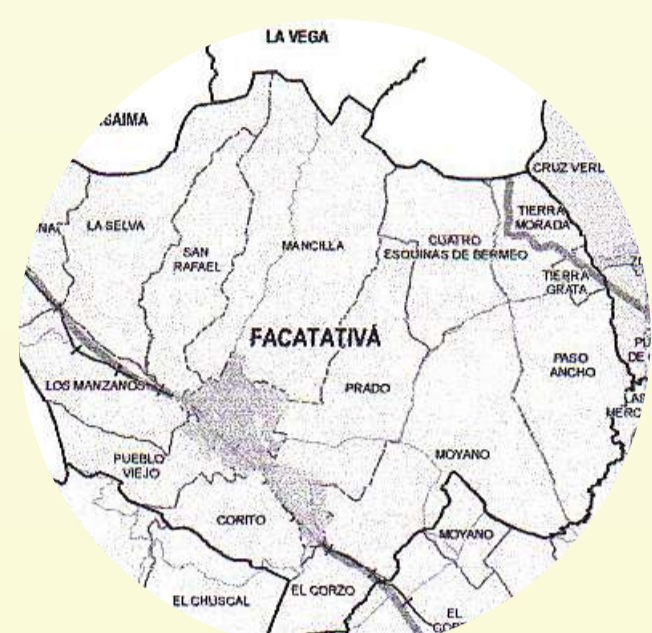 LA VEGA
CRUZ
TIERRA
MORADA
LA SELVA
SAN
RAFAEL
MANCILLA
CUATRO
ESQUINAS DE BERMEO
TIERRA
GRATA
FACATATIVÁ
PASO
ANCHO
LOS MANZANOS
PRADO
PUEBLO
VIEJO
MOYANO
CORITO
MOYANO
EL CHUSCAL
EL CORZO
EL